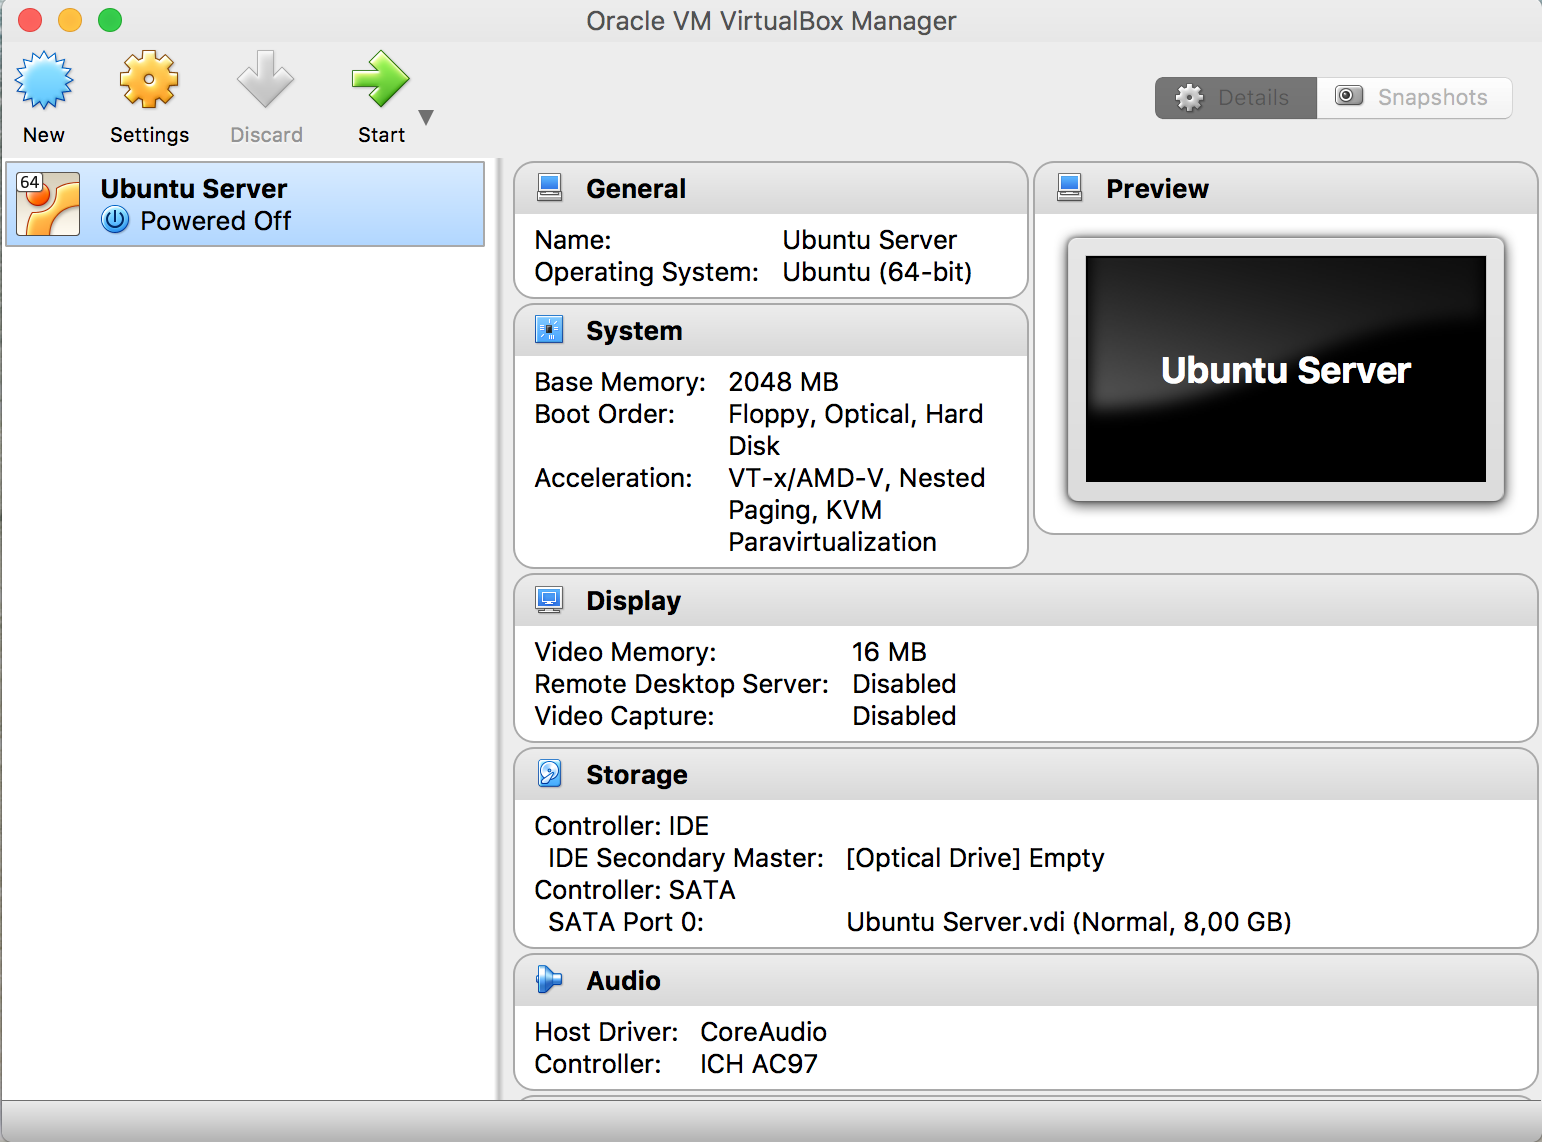 Oracle VM VirtualBox Manager
New
Settings
Discard
Start
Details
Snapshots
64
Ubuntu Server
Powered Off
General
Name: Ubuntu Server
Operating System: Ubuntu (64-bit)
Preview
Ubuntu Server
System
Base Memory: 2048 MB
Boot Order: Floppy, Optical, Hard
Disk
Acceleration: VT-x/AMD-V, Nested
Paging, KVM
Paravirtualization
Display
Video Memory: 16 MB
Remote Desktop Server: Disabled
Video Capture: Disabled
Storage
Controller: IDE
IDE Secondary Master: [Optical Drive] Empty
Controller: SATA
SATA Port 0: Ubuntu Server.vdi (Normal, 8,00 GB)
Audio
Host Driver: CoreAudio
Controller: ICH AC97